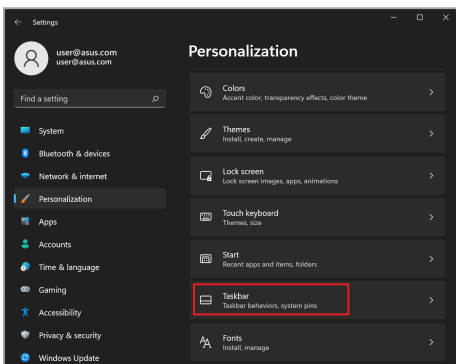 Settings
user@asus.com
user@asus.com
Find a setting
System
Bluetooth & devices
Network & internet
Personalization
Apps
Accounts
Time & language
Gaming
Accessibility
Privacy & security
Windows Update
Personalization
Colors
Accent color, transparency effects, color theme
Themes
Install, create, manage
Lock screen
Lock screen images, apps, animations
Touch keyboard
Themes, size
Start
Recent apps and items, folders
Taskbar
Taskbar behaviors, system pins
Fonts
Install, manage